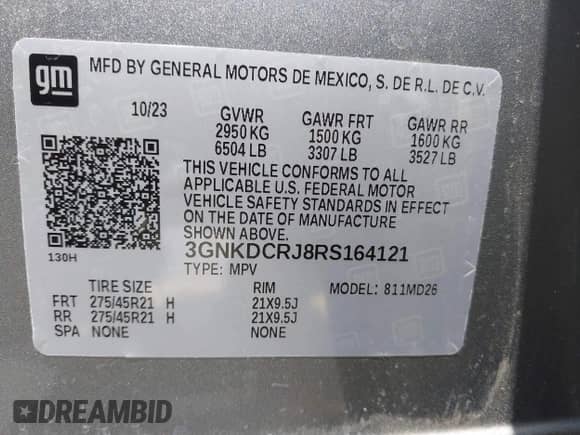 gm
MFD BY GENERAL MOTORS DE MEXICO, S. DE R.L. DE C.V.
10/23 GVWR GAWR FRT GAWR RR
2950 KG 1500 KG 1600 KG
6504 LB 3307 LB 3527 LB
THIS VEHICLE CONFORMS TO ALL
APPLICABLE U.S. FEDERAL MOTOR
VEHICLE SAFETY STANDARDS IN EFFECT
ON THE DATE OF MANUFACTURE
SHOWN ABOVE.
130H 3GNKDCRJ8RS164121
TYPE: MPV
TIRE SIZE RIM MODEL: 811MD26
FRT 275/45R21 H 21X9.5J
RR 275/45R21 H 21X9.5J
SPA NONE NONE
DREAMBID